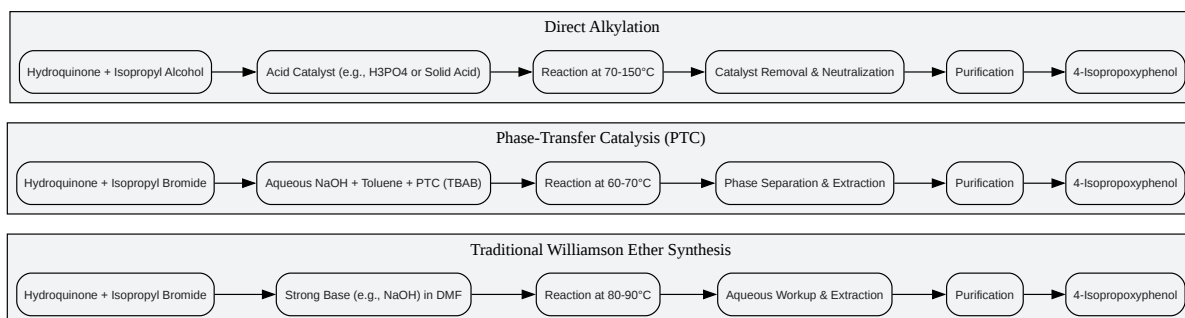 Direct Alkylation
Hydroquinone + Isopropyl Alcohol
Acid Catalyst (e.g., H3PO4 or Solid Acid)
Reaction at 70-150°C
Catalyst Removal & Neutralization
Purification
4-Isopropoxyphenol
Phase-Transfer Catalysis (PTC)
Hydroquinone + Isopropyl Bromide
Aqueous NaOH + Toluene + PTC (TBAB)
Reaction at 60-70°C
Phase Separation & Extraction
Purification
4-Isopropoxyphenol
Traditional Williamson Ether Synthesis
Hydroquinone + Isopropyl Bromide
Strong Base (e.g., NaOH) in DMF
Reaction at 80-90°C
Aqueous Workup & Extraction
Purification
4-Isopropoxyphenol